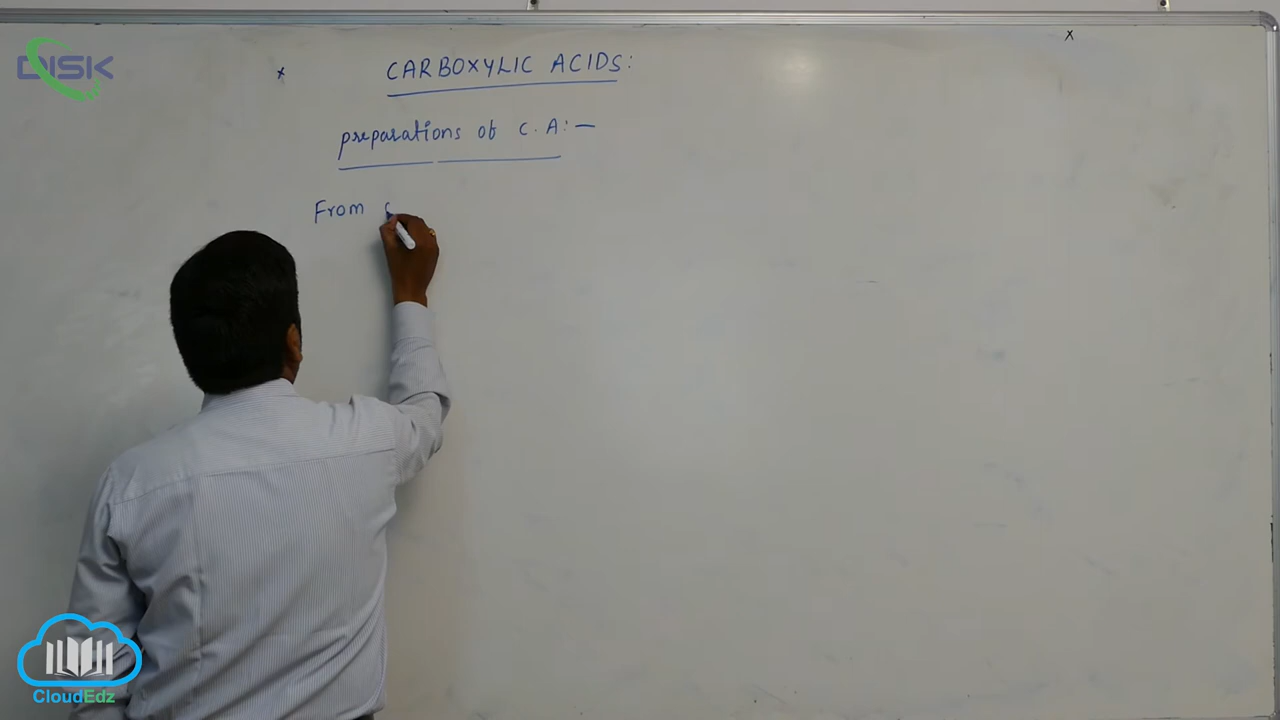 DISK
x
x
CARBOXYLIC ACIDS:
preparations of C.A:—
From
CloudEdz